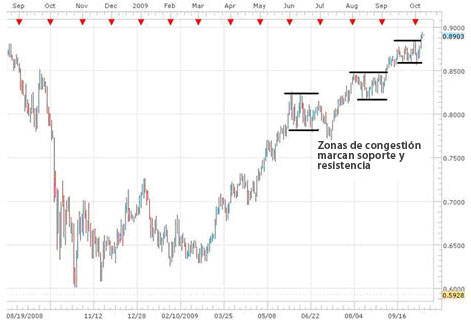 Sep Oct Nov Dec 2009 Feb Mar Apr May Jun Jul Aug Sep Oct
0.9000
0.8903
0.8500
0.8000
Zonas de congestión
marcan soporte y
resistencia
0.7500
0.7000
0.6500
0.6000
0.5928
08/19/2008 11/12 12/28 02/10/2009 03/25 05/08 06/22 08/04 09/16